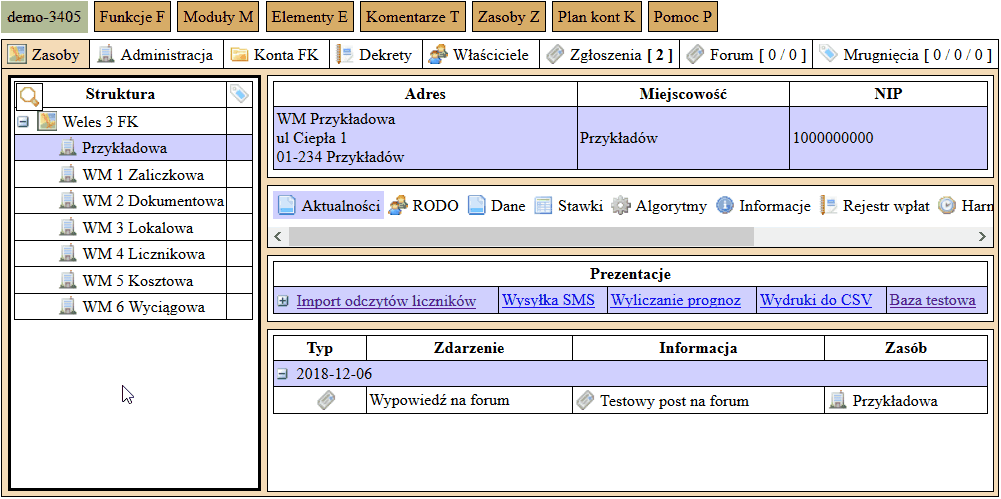 demo-3405 Funkcje F Moduły M Elementy E Komentarze T Zasoby Z Plan kont K Pomoc P
Zasoby Administracja Konta FK Dekrety Właściciele Zgłoszenia [ 2 ] Forum [ 0 / 0 ] Mrugnięcia [ 0 / 0 / 0 ]
Struktura
Weles 3 FK
Przykładowa
WM 1 Zaliczkowa
WM 2 Dokumentowa
WM 3 Lokalowa
WM 4 Licznikowa
WM 5 Kosztowa
WM 6 Wyciągowa
Adres Miejscowość NIP
WM Przykładowa
ul Ciepła 1
01-234 Przykładów
Przykładów
1000000000
Aktualności RODO Dane Stawki Algorytmy Informacje Rejestr wpłat Harm
Prezentacje
Import odczytów liczników Wysyłka SMS Wyliczanie prognoz Wydruki do CSV Baza testowa
Typ Zdarzenie Informacja Zasób
2018-12-06
Wypowiedź na forum Testowy post na forum Przykładowa